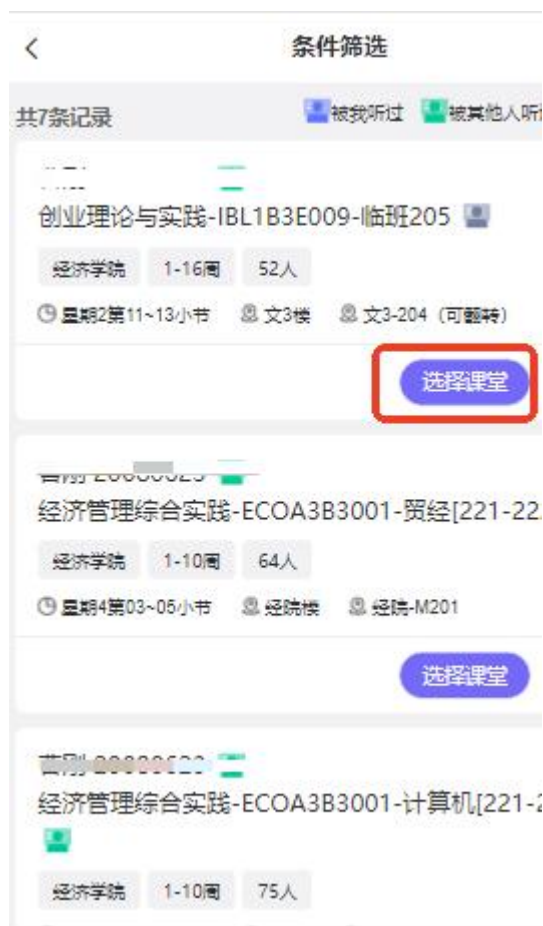 条件筛选
共7条记录 被我听过 被其他人听
创业理论与实践-IBL1B3E009-临班205
经济学院 1-16周 52人
星期2第11~13小节 文3楼 文3-204（可翻转）
选择课堂
经济管理综合实践-ECOA3B3001-贸经[221-22
经济学院 1-10周 64人
星期4第03~05小节 经院楼 经院-M201
选择课堂
经济管理综合实践-ECOA3B3001-计算机[221-2
经济学院 1-10周 75人